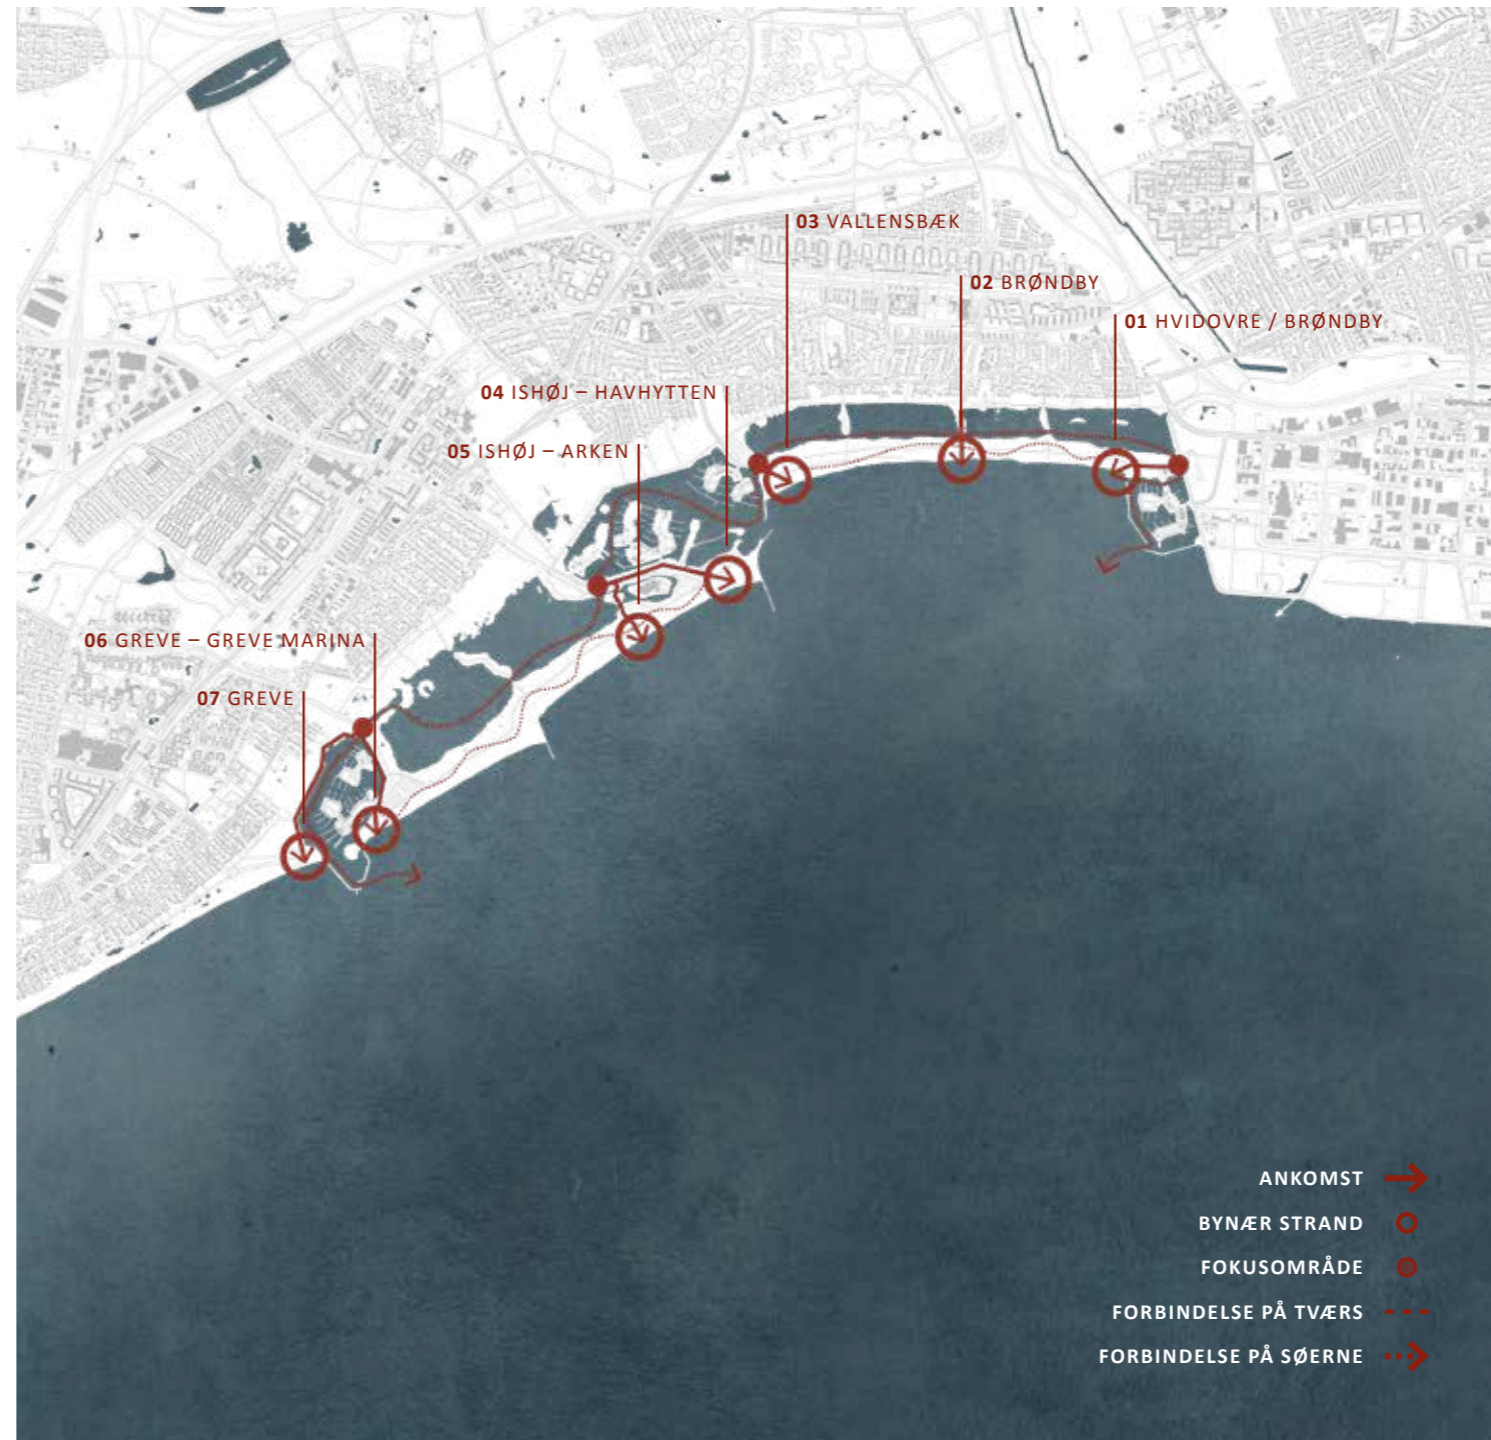 03 VALLENSBÆK
02 BRØNDBY
01 HVIDOVRE / BRØNDBY
04 ISHØJ – HAVHYTTEN
05 ISHØJ – ARKEN
06 GREVE – GREVE MARINA
07 GREVE
ANKOMST
BYNÆR STRAND
FOKUSOMRÅDE
FORBINDELSE PÅ TVÆRS
FORBINDELSE PÅ SØERNE